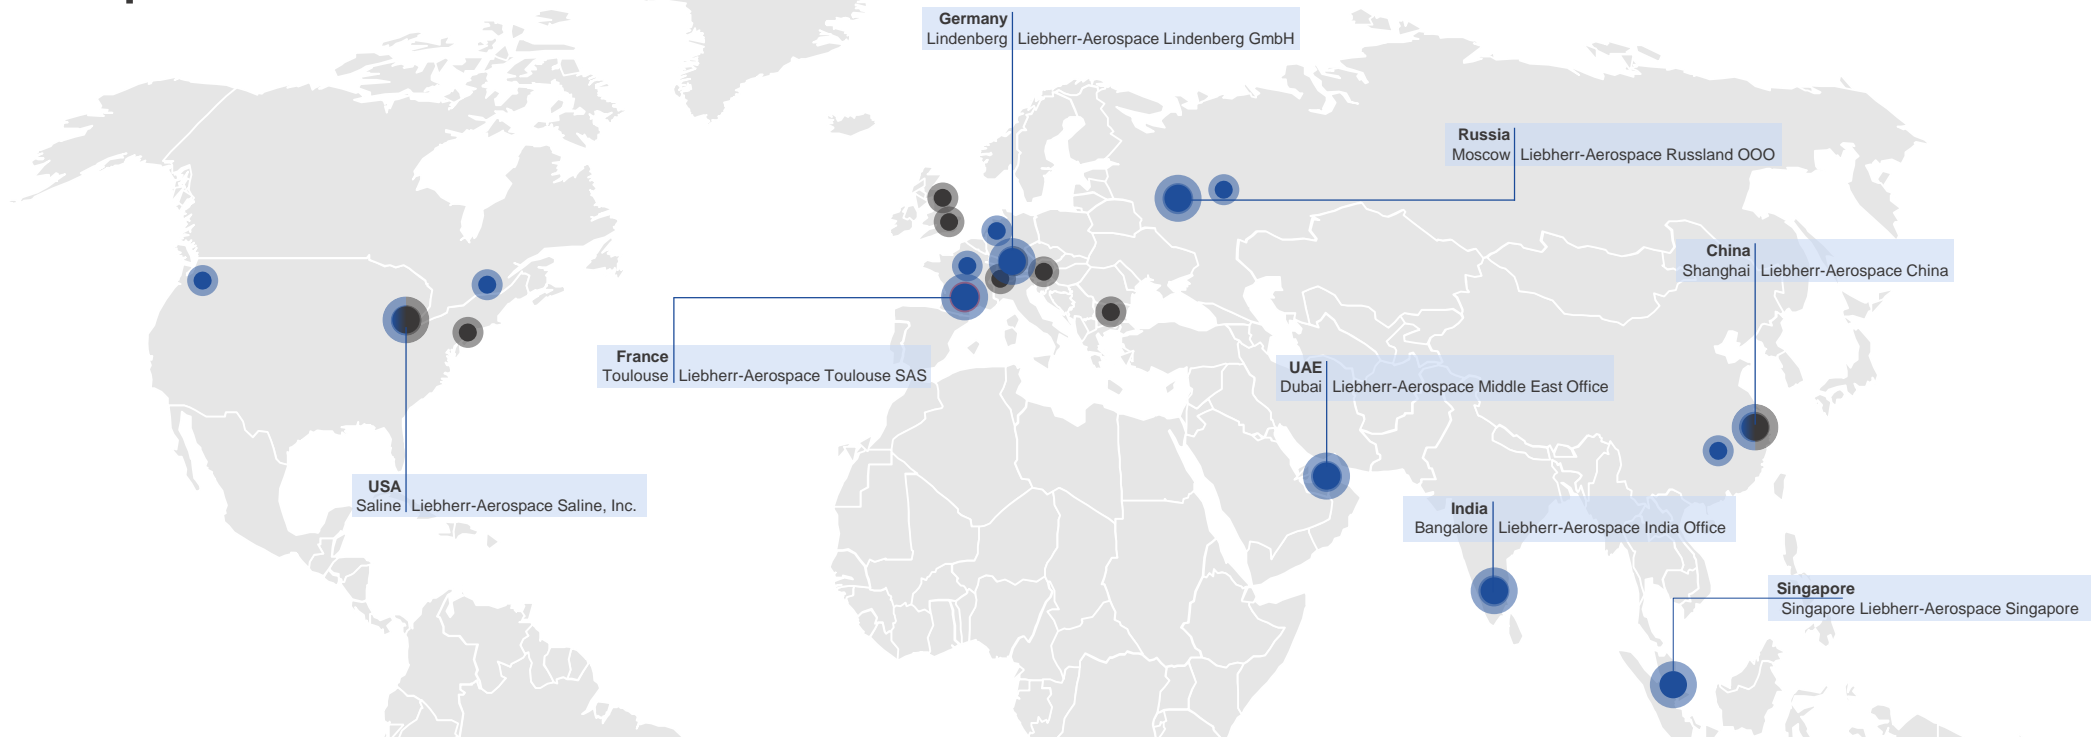 Germany
Lindenberg Liebherr-Aerospace Lindenberg GmbH
Russia
Moscow Liebherr-Aerospace Russland OOO
China
Shanghai Liebherr-Aerospace China
France
Toulouse Liebherr-Aerospace Toulouse SAS
UAE
Dubai Liebherr-Aerospace Middle East Office
USA
Saline Liebherr-Aerospace Saline, Inc.
India
Bangalore Liebherr-Aerospace India Office
Singapore
Singapore Liebherr-Aerospace Singapore